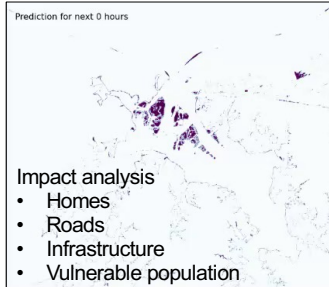 Prediction for next 0 hours
Impact analysis
• Homes
• Roads
• Infrastructure
• Vulnerable population